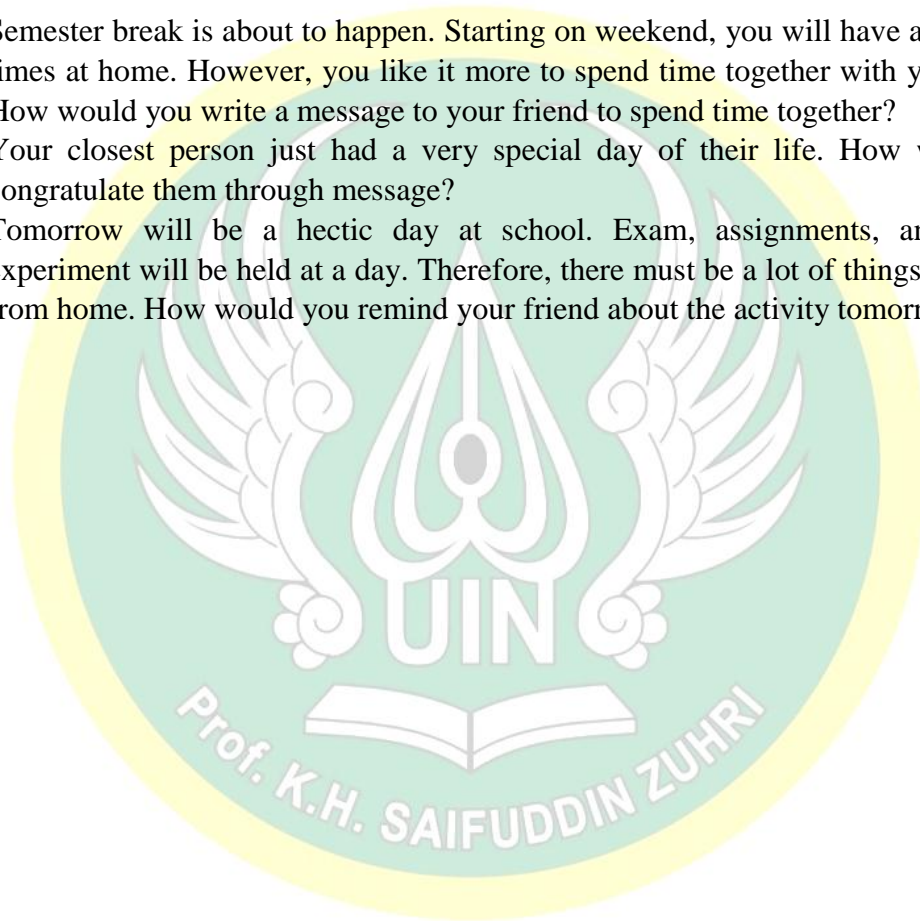 Semester break is about to happen. Starting on weekend, you will have a
times at home. However, you like it more to spend time together with
How would you write a message to your friend to spend time together?
Your closest person just had a very special day of their life. How
congratulate them through message?
Tomorrow will be a hectic day at school. Exam, assignments,
experiment will be held at a day. Therefore, there must be a lot of things
from home. How would you remind your friend about the activity
UIN
Prof. K.H. SAIFUDDIN ZUHRI